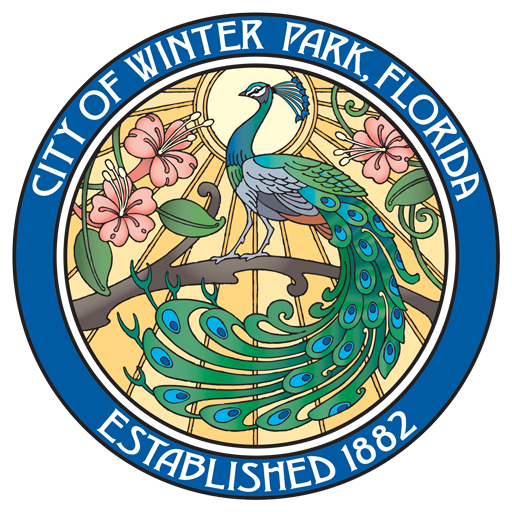 CITY OF WINTER PARK, FLORIDA
ESTABLISHED 1882